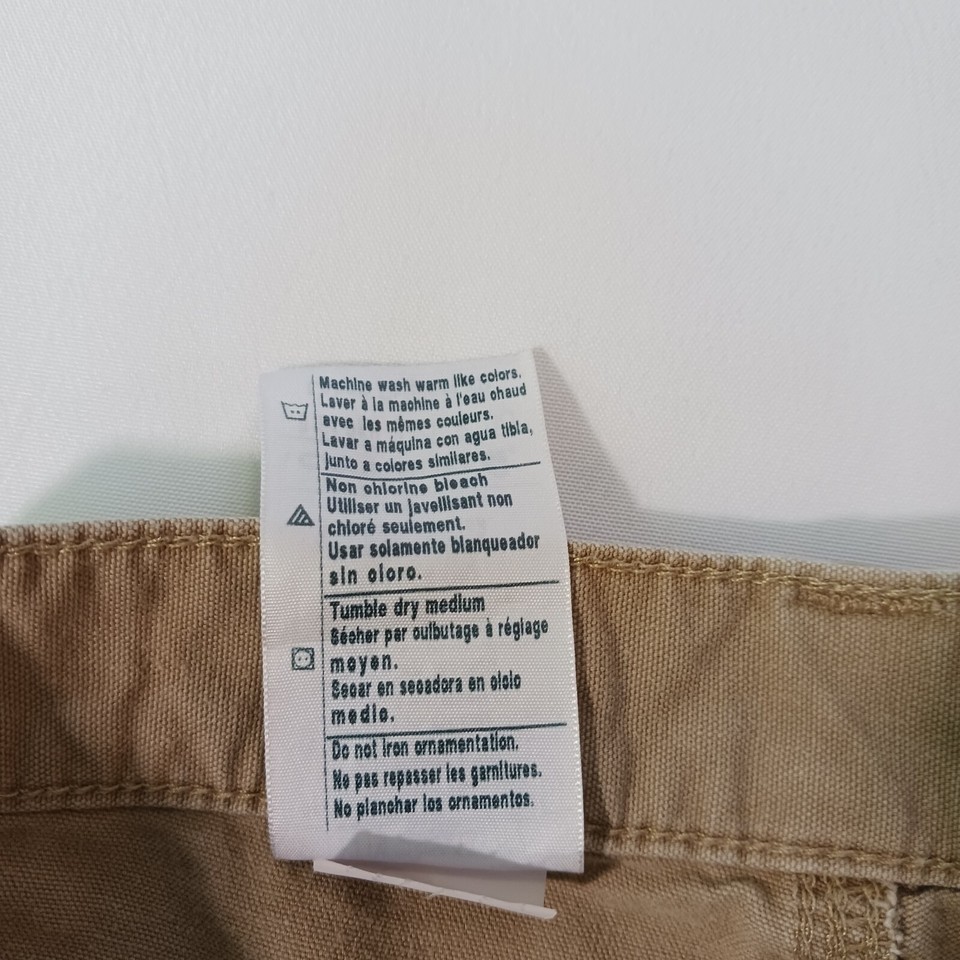 Machine wash warm like colors.
Laver à la machine à l'eau chaud
avec les mêmes couleurs.
Lavar a máquina con agua tibia,
junto a colores similares.
Non chlorine bleach
Utiliser un javellisant non
chloré seulement.
Usar solamente blanqueador
sin cloro.
Tumble dry medium
Sécher par culbutage à réglage
moyen.
Secar en secadora en ciclo
medio.
Do not iron ornamentation.
No pas repasser les garnitures.
No planchar los ornamentos.